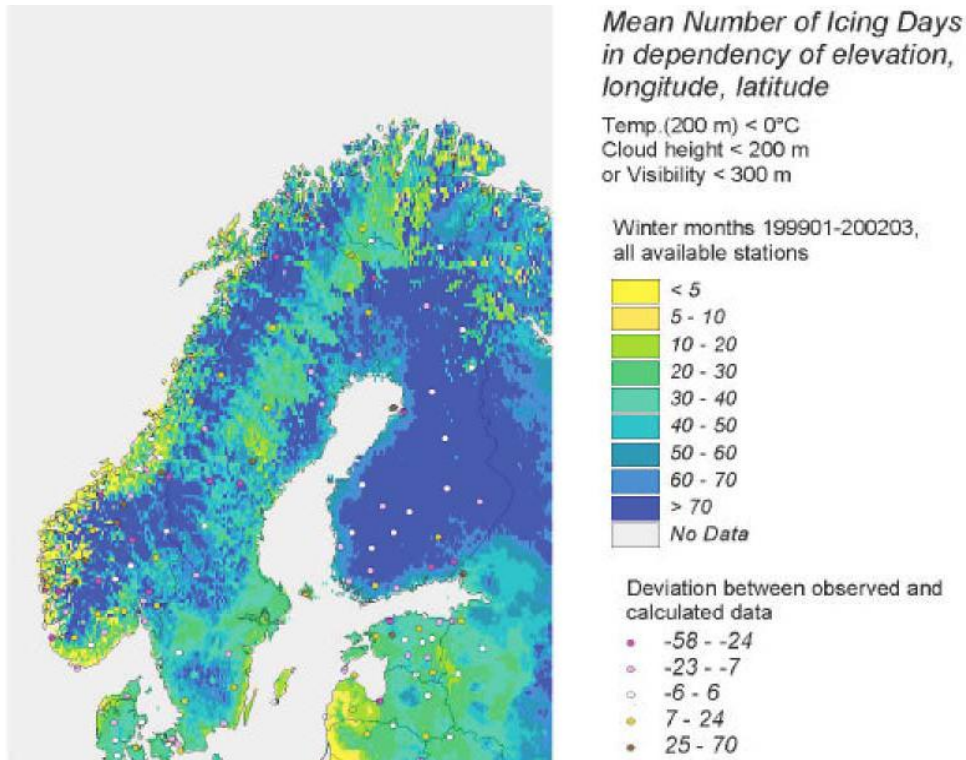 Mean Number of Icing Days
in dependency of elevation,
longitude, latitude
Temp.(200 m) < 0°C
Cloud height < 200 m
or Visibility < 300 m
Winter months 199901-200203,
all available stations
< 5
5 - 10
10 - 20
20 - 30
30 - 40
40 - 50
50 - 60
60 - 70
> 70
No Data
Deviation between observed and
calculated data
-58 - -24
-23 - -7
-6 - 6
7 - 24
25 - 70